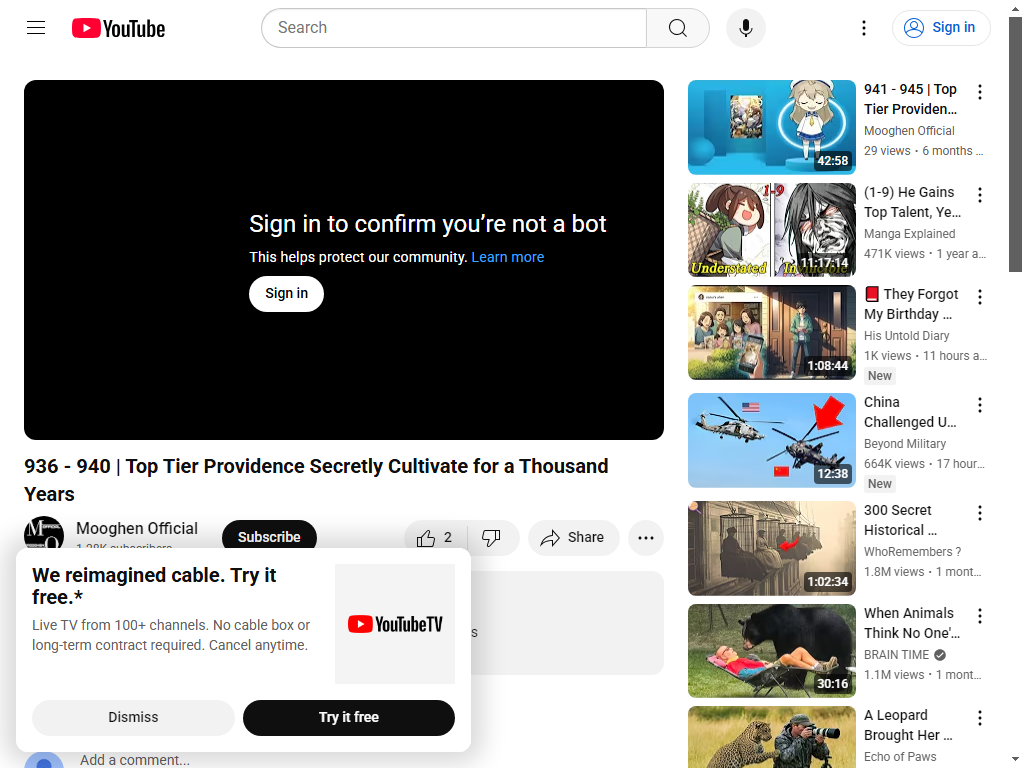 YouTube
Search
Sign in
Sign in to confirm you're not a bot
This helps protect our community. Learn more
Sign in
936 - 940 | Top Tier Providence Secretly Cultivate for a Thousand
Years
Mooghen Official
Subscribe
2
Share
We reimagined cable. Try it
free.*
Live TV from 100+ channels. No cable box or
long-term contract required. Cancel anytime.
YouTubeTV
Dismiss
Try it free
Add a comment...
941 - 945 | Top
Tier Providen...
Mooghen Official
29 views • 6 months ...
42:58
(1-9) He Gains
Top Talent, Ye...
Manga Explained
471K views • 1 year a...
1-9
Understated
Invincible
11:17:14
📕 They Forgot
My Birthday ...
His Untold Diary
1K views • 11 hours a...
New
1:08:44
China
Challenged U...
Beyond Military
664K views • 17 hour...
New
12:38
300 Secret
Historical ...
WhoRemembers ?
1.8M views • 1 mont...
1:02:34
When Animals
Think No One'...
BRAIN TIME
1.1M views • 1 mont...
30:16
A Leopard
Brought Her ...
Echo of Paws